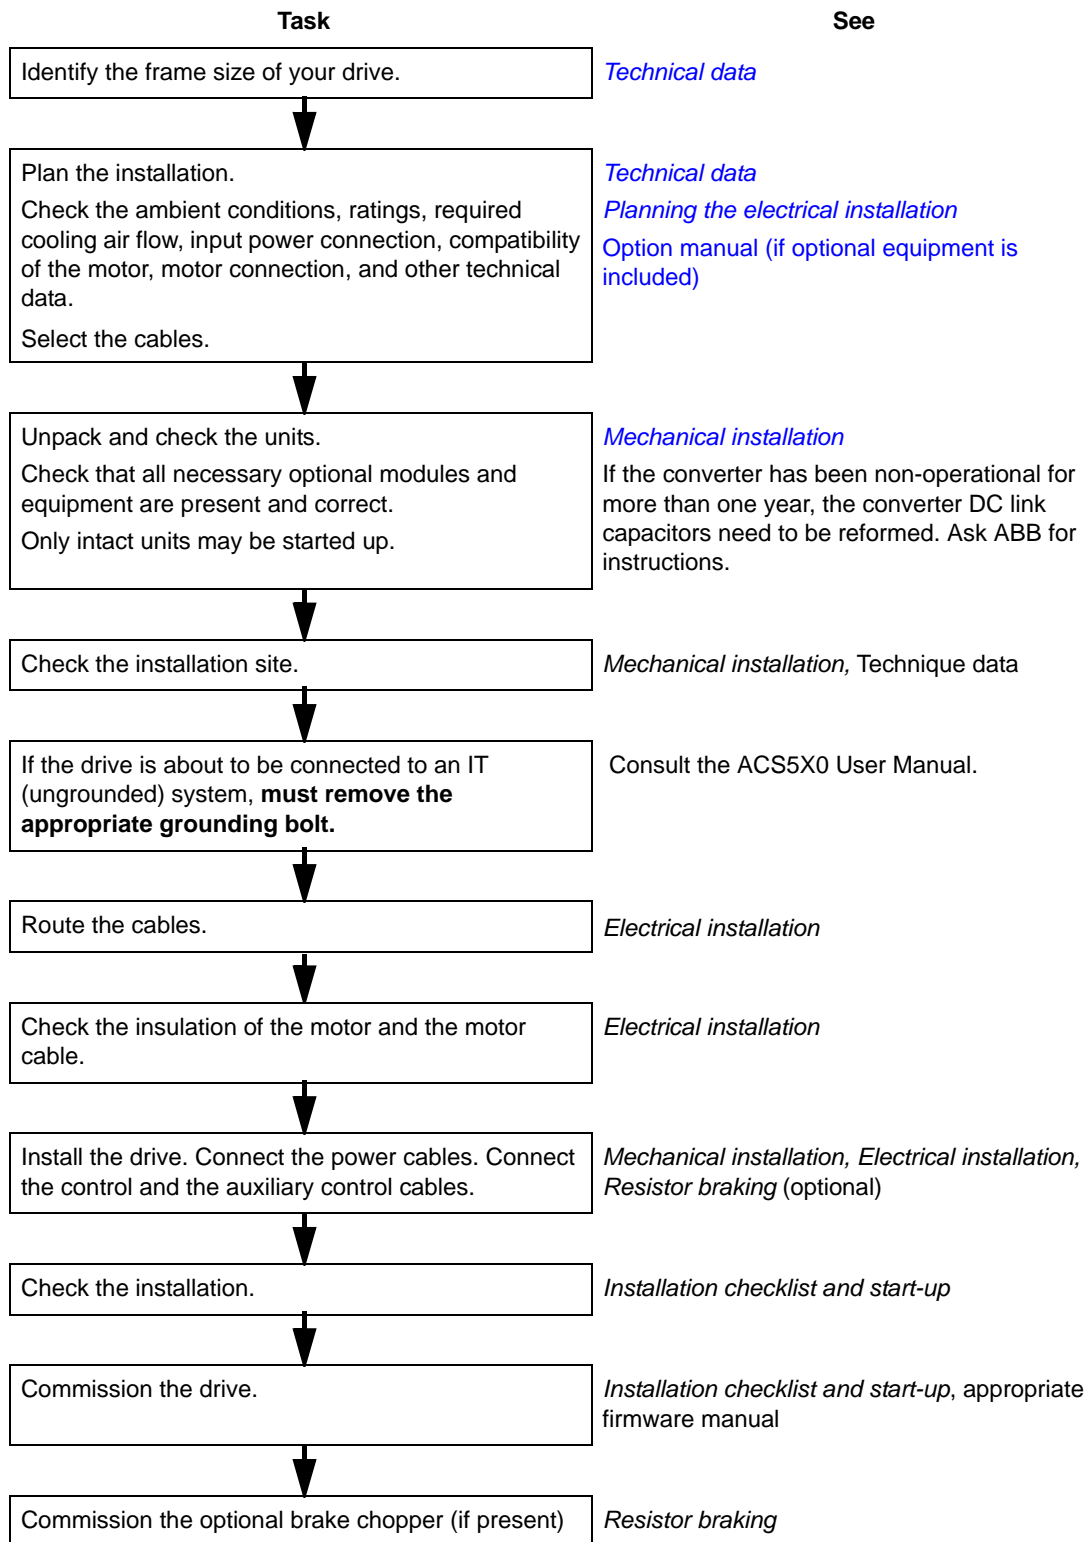 Task
See
Identify the frame size of your drive.
Technical data
Plan the installation.
Check the ambient conditions, ratings, required
cooling air flow, input power connection, compatibility
of the motor, motor connection, and other technical
data.
Select the cables.
Technical data
Planning the electrical installation
Option manual (if optional equipment is
included)
Unpack and check the units.
Check that all necessary optional modules and
equipment are present and correct.
Only intact units may be started up.
Mechanical installation
If the converter has been non-operational for
more than one year, the converter DC link
capacitors need to be reformed. Ask ABB for
instructions.
Check the installation site.
Mechanical installation, Technique data
If the drive is about to be connected to an IT
(ungrounded) system, must remove the
appropriate grounding bolt.
Consult the ACS5X0 User Manual.
Route the cables.
Electrical installation
Check the insulation of the motor and the motor
cable.
Electrical installation
Install the drive. Connect the power cables. Connect
the control and the auxiliary control cables.
Mechanical installation, Electrical installation,
Resistor braking (optional)
Check the installation.
Installation checklist and start-up
Commission the drive.
Installation checklist and start-up, appropriate
firmware manual
Commission the optional brake chopper (if present)
Resistor braking